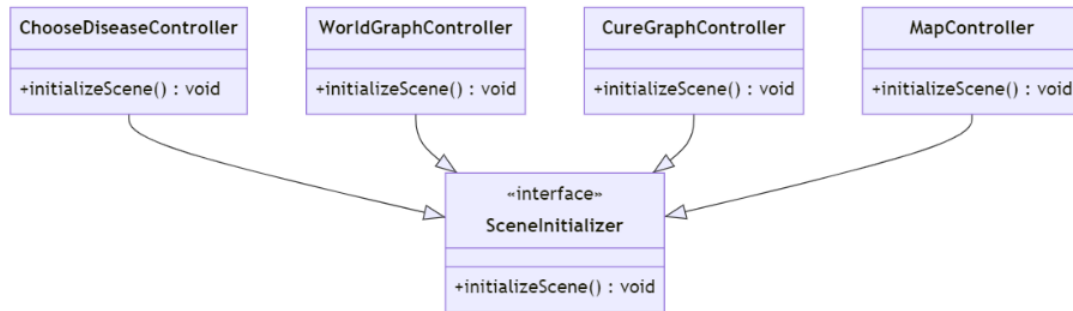 ChooseDiseaseController
+initializeScene() : void
WorldGraphController
+initializeScene() : void
CureGraphController
+initializeScene() : void
MapController
+initializeScene() : void
«interface»
SceneInitializer
+initializeScene() : void